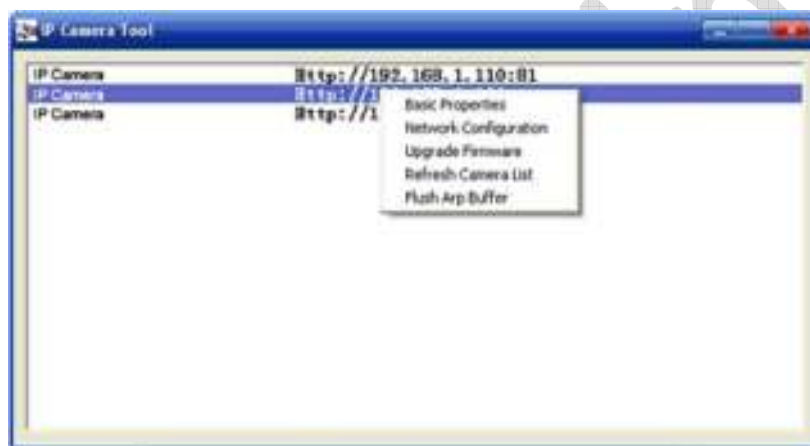 IP Camera Tool
IP Camera Http://192.168.1.110:81
IP Camera Http://1
IP Camera Http://1
Basic Properties
Network Configuration
Upgrade Firmware
Refresh Camera List
Flush Arp Buffer